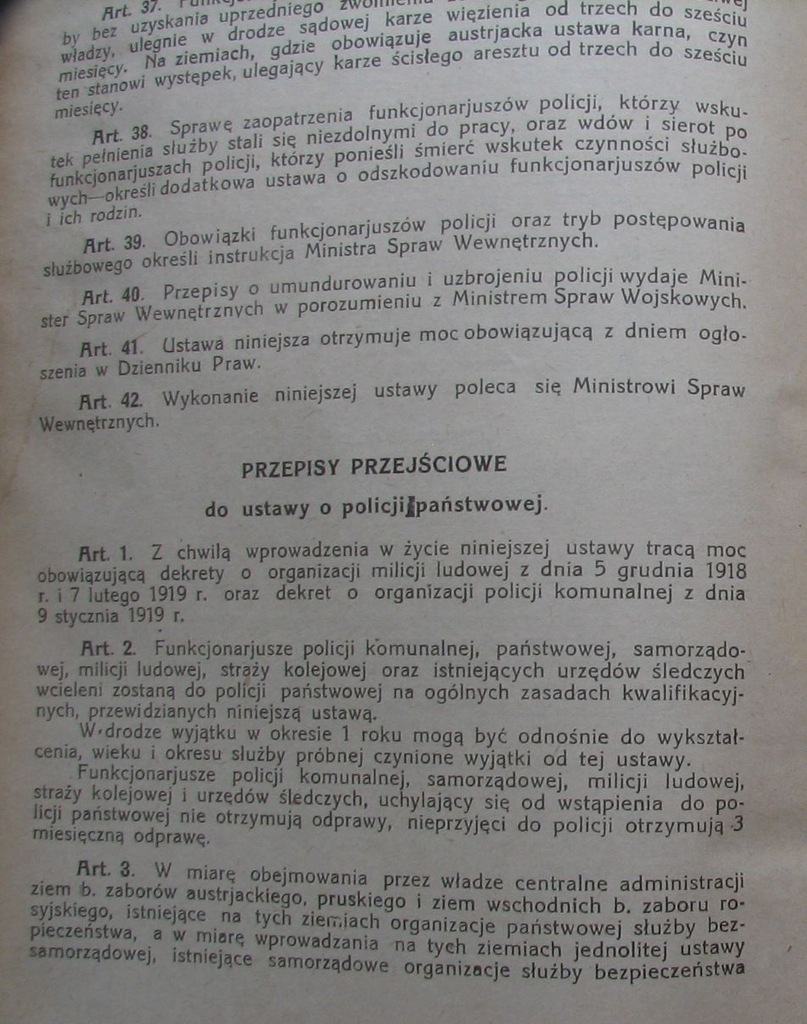 Art. 37.
by bez uzyskania uprzedniego zwolnienia
władzy, ulegnie w drodze sądowej karze więzienia od trzech do sześciu
miesięcy. Na ziemiach, gdzie obowiązuje austrjacka ustawa karna, czyn
ten stanowi występek, ulegający karze ścisłego aresztu od trzech do sześciu
miesięcy.
Art. 38. Sprawę zaopatrzenia funkcjonarjuszów policji, którzy wsku-
tek pełnienia służby stali się niezdolnymi do pracy, oraz wdów i sierot po
funkcjonarjuszach policji, którzy ponieśli śmierć wskutek czynności służbo-
wych—określi dodatkowa ustawa o odszkodowaniu funkcjonarjuszów policji
i ich rodzin.
Art. 39. Obowiązki funkcjonarjuszów policji oraz tryb postępowania
służbowego określi instrukcja Ministra Spraw Wewnętrznych.
Art. 40. Przepisy o umundurowaniu i uzbrojeniu policji wydaje Mini-
ster Spraw Wewnętrznych w porozumieniu z Ministrem Spraw Wojskowych.
Art. 41. Ustawa niniejsza otrzymuje moc obowiązującą z dniem ogło-
szenia w Dzienniku Praw.
Art. 42. Wykonanie niniejszej ustawy poleca się Ministrowi Spraw
Wewnętrznych.
PRZEPISY PRZEJŚCIOWE
do ustawy o policji państwowej.
Art. 1. Z chwilą wprowadzenia w życie niniejszej ustawy tracą moc
obowiązującą dekrety o organizacji milicji ludowej z dnia 5 grudnia 1918
r. i 7 lutego 1919 r. oraz dekret o organizacji policji komunalnej z dnia
9 stycznia 1919 r.
Art. 2. Funkcjonarjusze policji komunalnej, państwowej, samorządo-
wej, milicji ludowej, straży kolejowej oraz istniejących urzędów śledczych
wcieleni zostaną do policji państwowej na ogólnych zasadach kwalifikacyj-
nych, przewidzianych niniejszą ustawą.
W drodze wyjątku w okresie 1 roku mogą być odnośnie do wykształ-
cenia, wieku i okresu służby próbnej czynione wyjątki od tej ustawy.
Funkcjonarjusze policji komunalnej, samorządowej, milicji ludowej,
straży kolejowej i urzędów śledczych, uchylający się od wstąpienia do po-
licji państwowej nie otrzymują odprawy, nieprzyjęci do policji otrzymują 3
miesięczną odprawę.
Art. 3. W miarę obejmowania przez władze centralne administracji
ziem b. zaborów austrjackiego, pruskiego i ziem wschodnich b. zaboru ro-
syjskiego, istniejące na tych ziemiach organizacje państwowej służby bez-
pieczeństwa, a w miarę wprowadzania na tych ziemiach jednolitej ustawy
samorządowej, istniejące samorządowe organizacje służby bezpieczeństwa